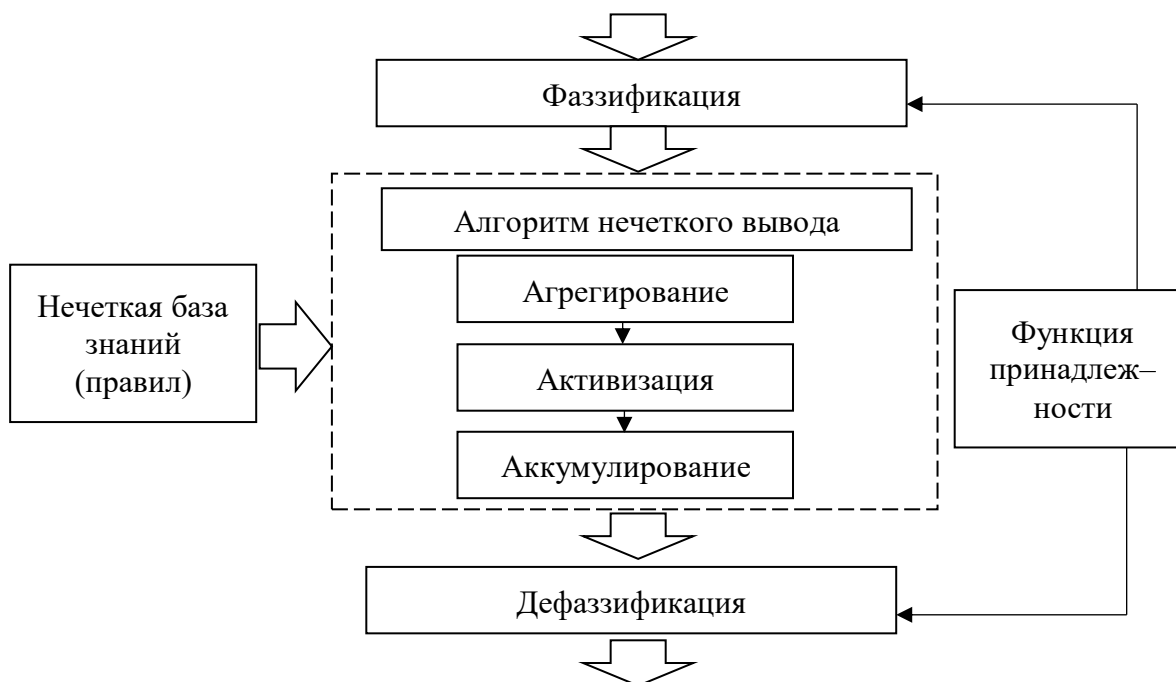 Фаззификация
Алгоритм нечеткого вывода
Агрегирование
Нечеткая база
знаний
(правил)
Активизация
Функция
принадлеж–
ности
Аккумулирование
Дефаззификация